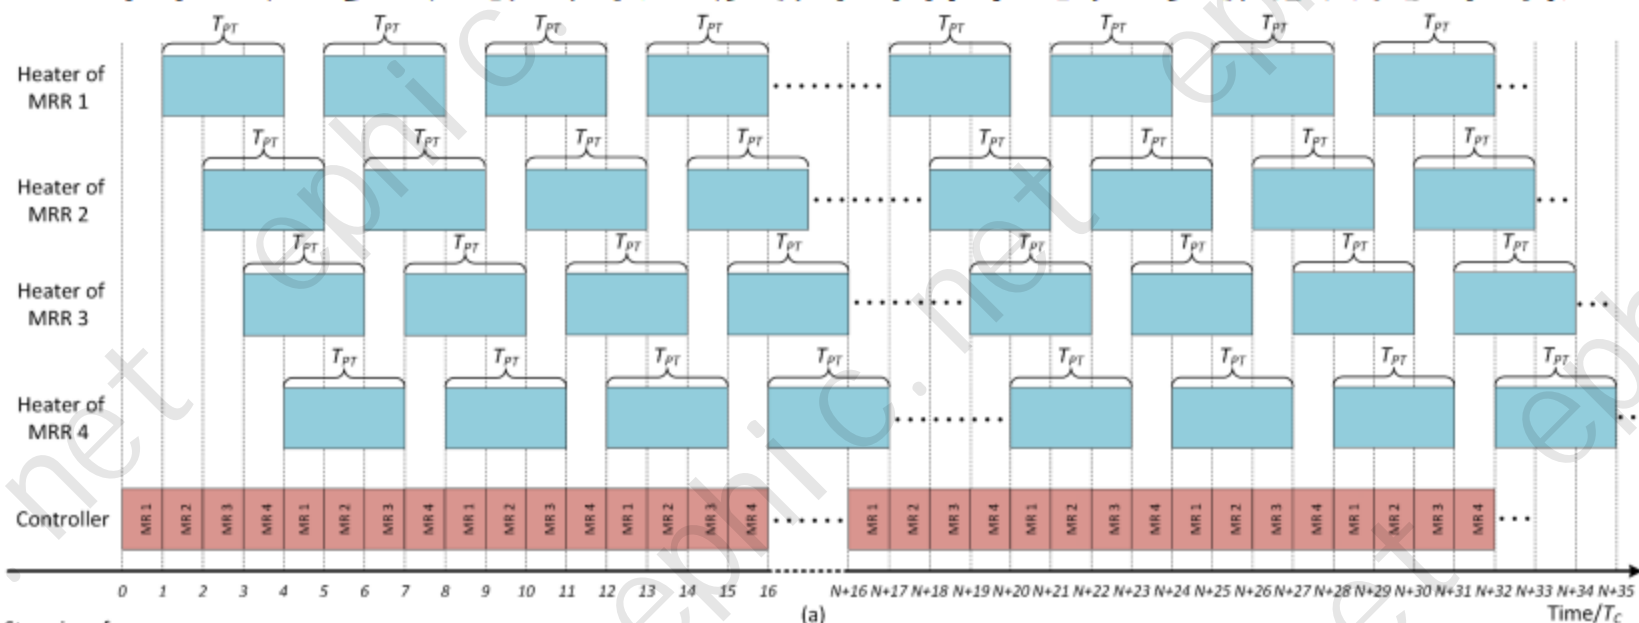 T_PT T_PT T_PT T_PT T_PT T_PT T_PT T_PT
Heater of
MRR 1
T_PT T_PT T_PT T_PT T_PT T_PT T_PT T_PT
Heater of
MRR 2
T_PT T_PT T_PT T_PT T_PT T_PT T_PT T_PT
Heater of
MRR 3
T_PT T_PT T_PT T_PT T_PT T_PT T_PT T_PT
Heater of
MRR 4
Controller MR 1 MR 2 MR 3 MR 4 MR 1 MR 2 MR 3 MR 4 MR 1 MR 2 MR 3 MR 4 MR 1 MR 2 MR 3 MR 4 MR 1 MR 2 MR 3 MR 4 MR 1 MR 2 MR 3 MR 4 MR 1 MR 2 MR 3 MR 4 MR 1 MR 2 MR 3 MR 4
0 1 2 3 4 5 6 7 8 9 10 11 12 13 14 15 16 N+16 N+17 N+18 N+19 N+20 N+21 N+22 N+23 N+24 N+25 N+26 N+27 N+28 N+29 N+30 N+31 N+32 N+33 N+34 N+35
(a) Time/T_C
ephi c.
net
ephi c. net
eph
net
ephi